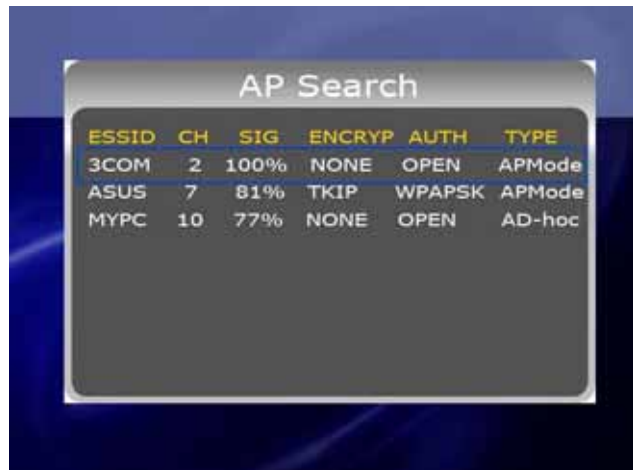 AP Search
ESSID CH SIG ENCRYP AUTH TYPE
3COM 2 100% NONE OPEN APMode
ASUS 7 81% TKIP WPAPSK APMode
MYPC 10 77% NONE OPEN AD-hoc